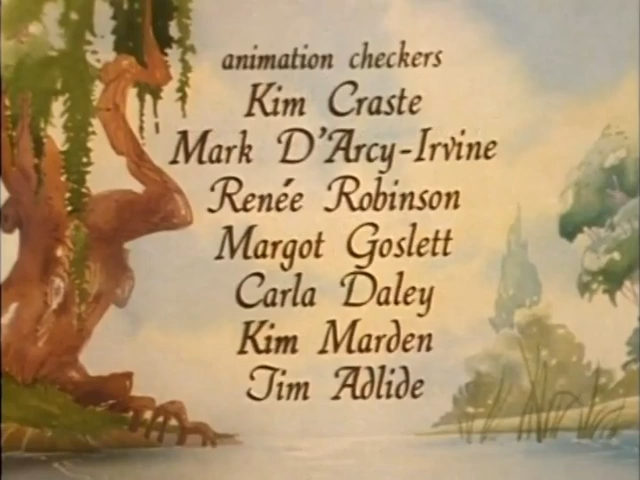 animation checkers
Kim Craste
Mark D'Arcy-Irvine
Renée Robinson
Margot Goslett
Carla Daley
Kim Marden
Tim Adlide